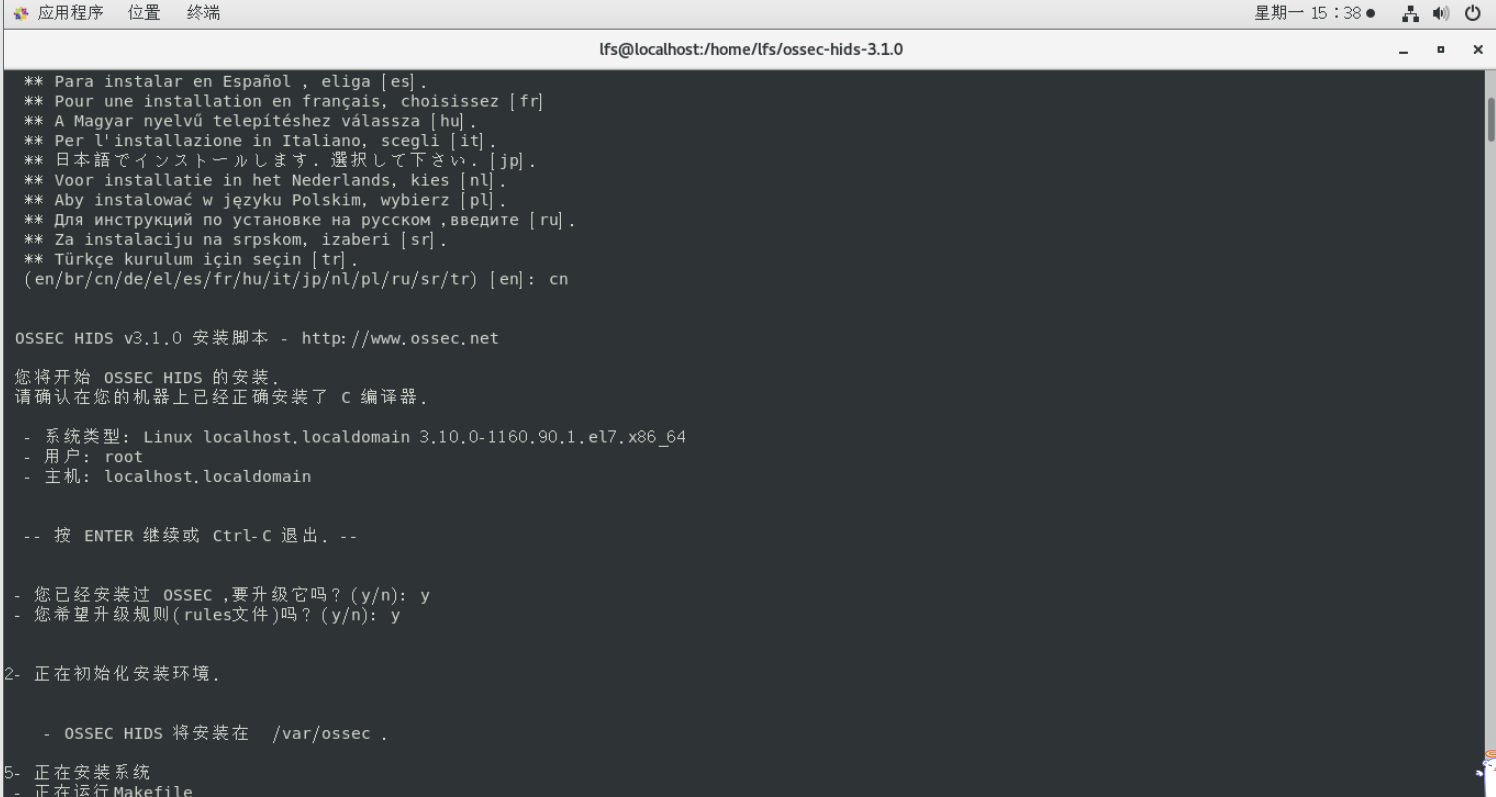 应用程序 位置 终端 星期一 15：38
lfs@localhost:/home/lfs/ossec-hids-3.1.0
** Para instalar en Español , eliga [es].
** Pour une installation en français, choisissez [fr]
** A Magyar nyelvű telepítéshez válassza [hu].
** Per l'installazione in Italiano, scegli [it].
** 日本語でインストールします．選択して下さい．[jp].
** Voor installatie in het Nederlands, kies [nl].
** Aby instalować w języku Polskim, wybierz [pl].
** Для инструкций по установке на русском ,введите [ru].
** Za instalaciju na srpskom, izaberi [sr].
** Türkçe kurulum için seçin [tr].
(en/br/cn/de/el/es/fr/hu/it/jp/nl/pl/ru/sr/tr) [en]: cn
OSSEC HIDS v3.1.0 安装脚本 - http://www.ossec.net
您将开始 OSSEC HIDS 的安装.
请确认在您的机器上已经正确安装了 C 编译器.
- 系统类型: Linux localhost.localdomain 3.10.0-1160.90.1.el7.x86_64
- 用户: root
- 主机: localhost.localdomain
-- 按 ENTER 继续或 Ctrl-C 退出. --
- 您已经安装过 OSSEC ,要升级它吗? (y/n): y
- 您希望升级规则(rules文件)吗? (y/n): y
2- 正在初始化安装环境.
- OSSEC HIDS 将安装在 /var/ossec .
5- 正在安装系统
- 正在运行Makefile